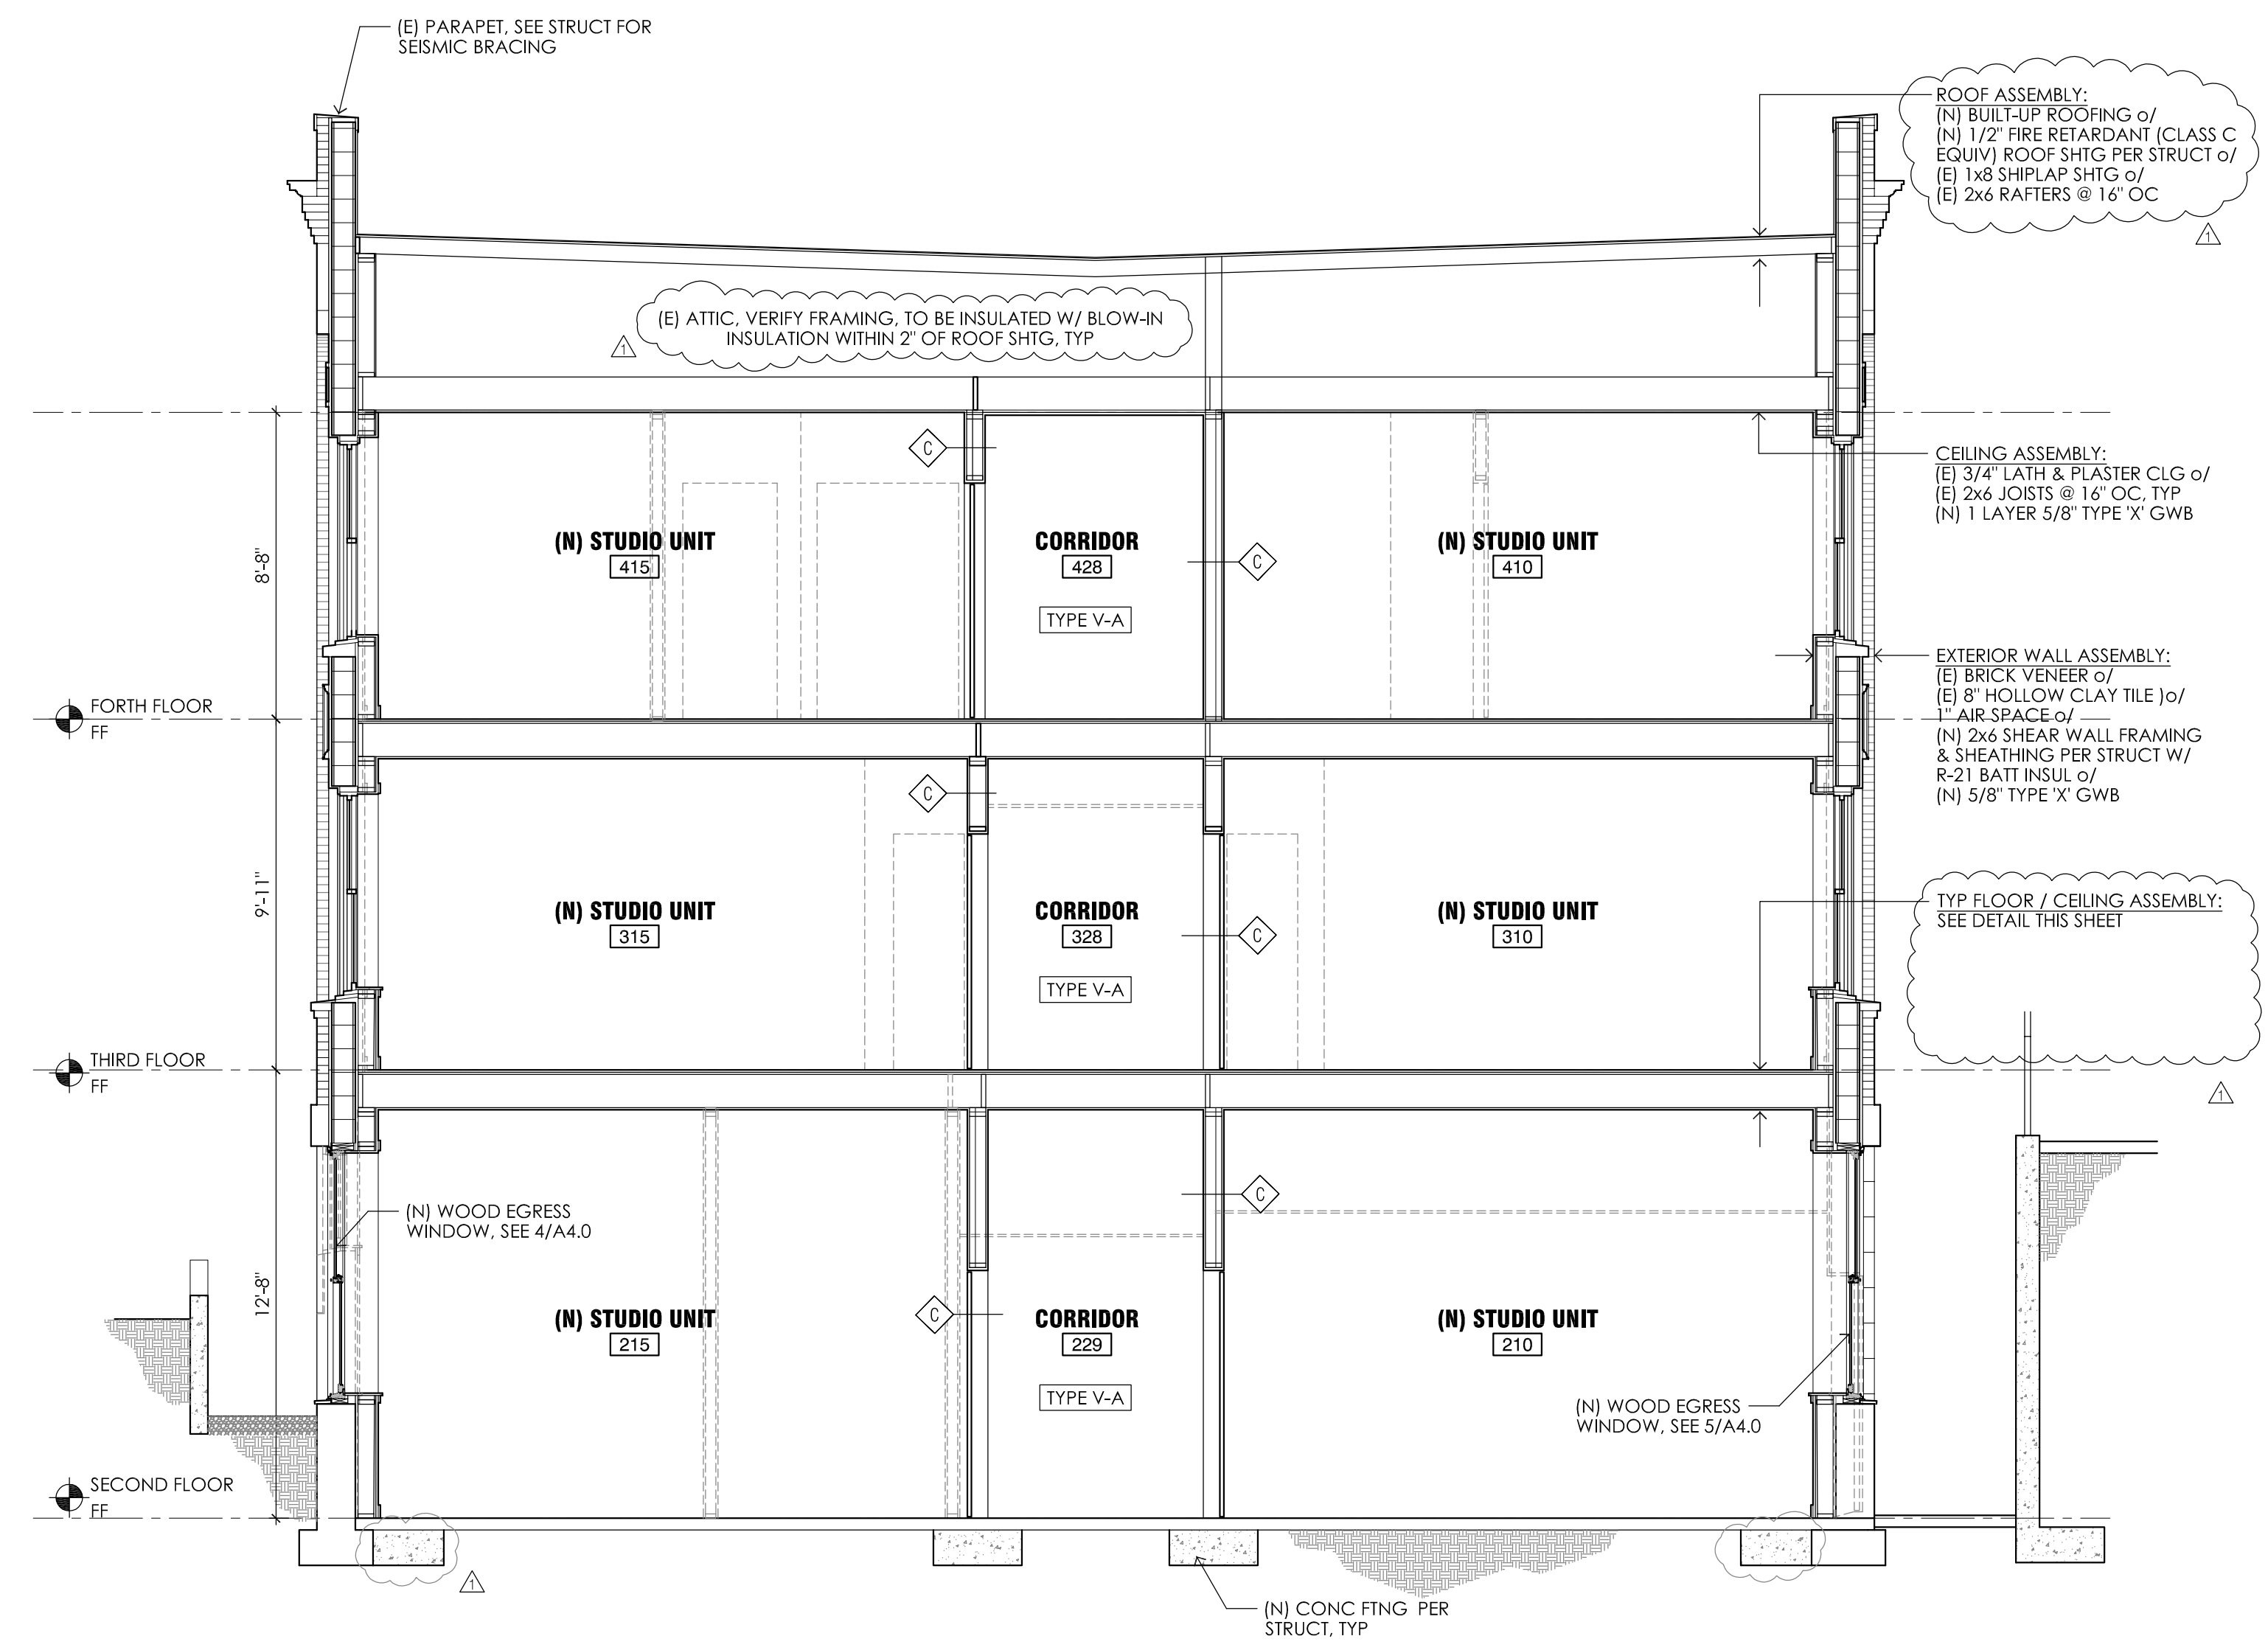 (E) PARAPET, SEE STRUCT FOR
SEISMIC BRACING
ROOF ASSEMBLY:
(N) BUILT-UP ROOFING o/
(N) 1/2" FIRE RETARDANT (CLASS C
EQUIV) ROOF SHTG PER STRUCT o/
(E) 1x8 SHIPLAP SHTG o/
(E) 2x6 RAFTERS @ 16" OC
1
(E) ATTIC, VERIFY FRAMING, TO BE INSULATED W/ BLOW-IN
INSULATION WITHIN 2" OF ROOF SHTG, TYP
1
CEILING ASSEMBLY:
(E) 3/4" LATH & PLASTER CLG o/
(E) 2x6 JOISTS @ 16" OC, TYP
(N) 1 LAYER 5/8" TYPE 'X' GWB
C
8'-8"
(N) STUDIO UNIT
415
CORRIDOR
428
TYPE V-A
C
(N) STUDIO UNIT
410
EXTERIOR WALL ASSEMBLY:
(E) BRICK VENEER o/
(E) 8" HOLLOW CLAY TILE )o/
1" AIR SPACE o/
(N) 2x6 SHEAR WALL FRAMING
& SHEATHING PER STRUCT W/
R-21 BATT INSUL o/
(N) 5/8" TYPE 'X' GWB
FORTH FLOOR
FF
C
9'-11"
(N) STUDIO UNIT
315
CORRIDOR
328
TYPE V-A
C
(N) STUDIO UNIT
310
TYP FLOOR / CEILING ASSEMBLY:
SEE DETAIL THIS SHEET
1
THIRD FLOOR
FF
C
(N) WOOD EGRESS
WINDOW, SEE 4/A4.0
12'-8"
(N) STUDIO UNIT
215
C
CORRIDOR
229
TYPE V-A
(N) STUDIO UNIT
210
(N) WOOD EGRESS
WINDOW, SEE 5/A4.0
SECOND FLOOR
FF
1
(N) CONC FTNG PER
STRUCT, TYP